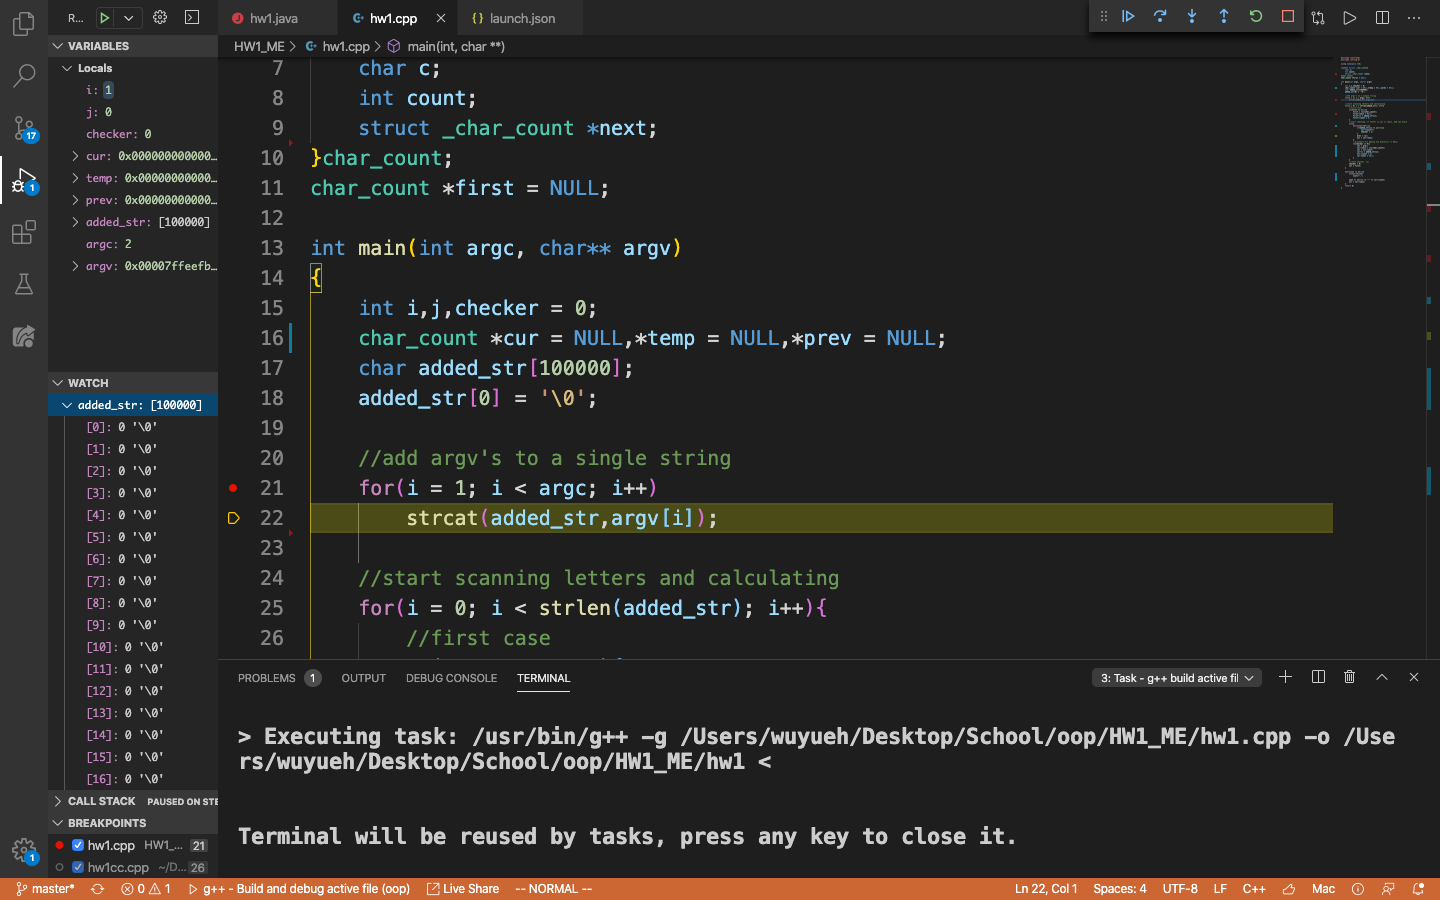 R...
hw1.java
hw1.cpp
launch.json
HW1_ME > hw1.cpp > main(int, char **)
VARIABLES
Locals
i: 1
j: 0
checker: 0
cur: 0x000000000000...
temp: 0x00000000000...
prev: 0x00000000000...
added_str: [100000]
argc: 2
argv: 0x00007ffeefb...
WATCH
added_str: [100000]
[0]: 0 '\0'
[1]: 0 '\0'
[2]: 0 '\0'
[3]: 0 '\0'
[4]: 0 '\0'
[5]: 0 '\0'
[6]: 0 '\0'
[7]: 0 '\0'
[8]: 0 '\0'
[9]: 0 '\0'
[10]: 0 '\0'
[11]: 0 '\0'
[12]: 0 '\0'
[13]: 0 '\0'
[14]: 0 '\0'
[15]: 0 '\0'
[16]: 0 '\0'
CALL STACK PAUSED ON STE
BREAKPOINTS
hw1.cpp HW1_... 21
hw1cc.cpp ~/D... 26
17
1
1
7 char c;
8 int count;
9 struct _char_count *next;
10 }char_count;
11 char_count *first = NULL;
12
13 int main(int argc, char** argv)
14 {
15 int i,j,checker = 0;
16 char_count *cur = NULL,*temp = NULL,*prev = NULL;
17 char added_str[100000];
18 added_str[0] = '\0';
19
20 //add argv's to a single string
21 for(i = 1; i < argc; i++)
22 strcat(added_str,argv[i]);
23
24 //start scanning letters and calculating
25 for(i = 0; i < strlen(added_str); i++){
26 //first case
PROBLEMS 1 OUTPUT DEBUG CONSOLE TERMINAL 3: Task - g++ build active fil
> Executing task: /usr/bin/g++ -g /Users/wuyueh/Desktop/School/oop/HW1_ME/hw1.cpp -o /Use
rs/wuyueh/Desktop/School/oop/HW1_ME/hw1 <
Terminal will be reused by tasks, press any key to close it.
master* 0 1 g++ - Build and debug active file (oop) Live Share -- NORMAL -- Ln 22, Col 1 Spaces: 4 UTF-8 LF C++ Mac